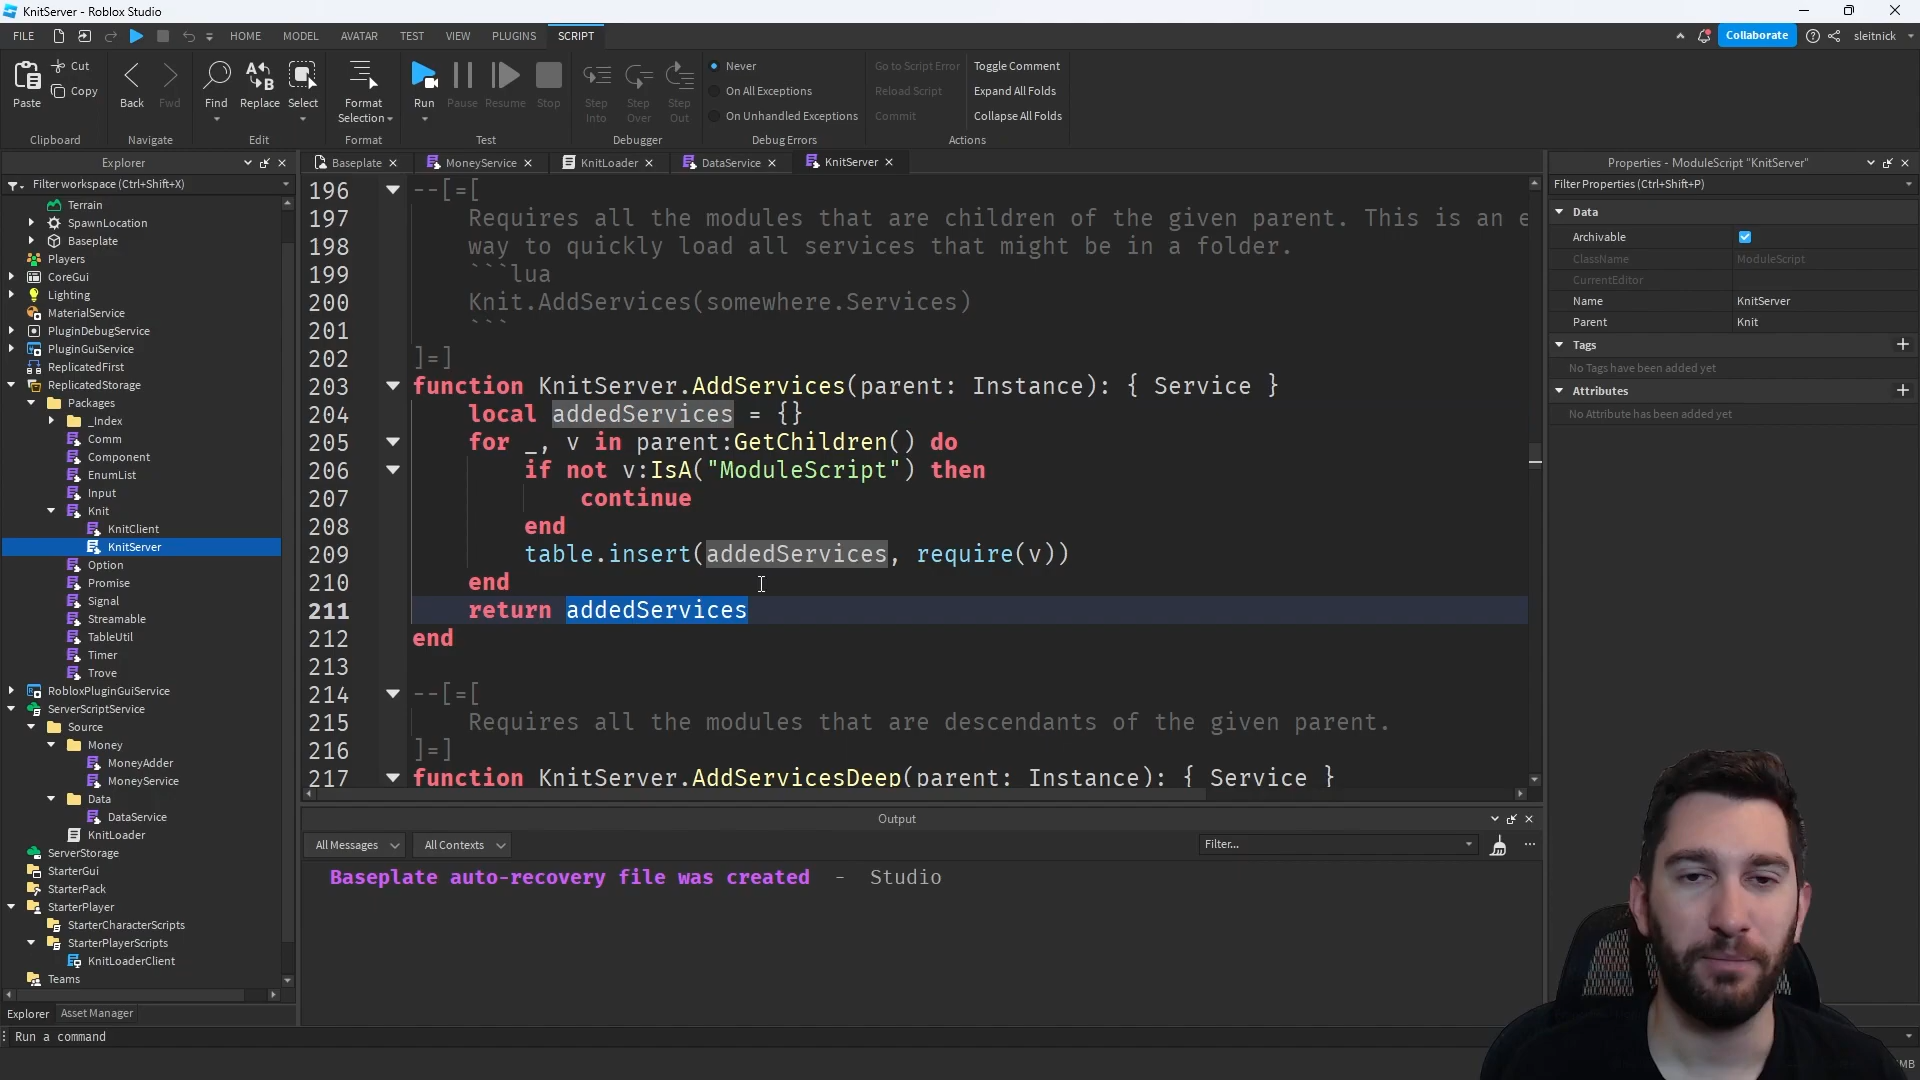 KnitServer - Roblox Studio
FILE
HOME
MODEL
AVATAR
TEST
VIEW
PLUGINS
SCRIPT
Collaborate
sleitnick
Paste
Cut
Copy
Back
Fwd
Find
Replace
Select
Format
Selection
Run
Pause
Resume
Stop
Step
Into
Step
Over
Step
Out
Never
On All Exceptions
On Unhandled Exceptions
Go to Script Error
Reload Script
Commit
Toggle Comment
Expand All Folds
Collapse All Folds
Clipboard
Navigate
Edit
Format
Test
Debugger
Debug Errors
Actions
Explorer
Filter workspace (Ctrl+Shift+X)
Terrain
SpawnLocation
Baseplate
Players
CoreGui
Lighting
MaterialService
PluginDebugService
PluginGuiService
ReplicatedFirst
ReplicatedStorage
Packages
_Index
Comm
Component
EnumList
Input
Knit
KnitClient
KnitServer
Option
Promise
Signal
Streamable
TableUtil
Timer
Trove
RobloxPluginGuiService
ServerScriptService
Source
Money
MoneyAdder
MoneyService
Data
DataService
KnitLoader
ServerStorage
StarterGui
StarterPack
StarterPlayer
StarterCharacterScripts
StarterPlayerScripts
KnitLoaderClient
Teams
Explorer
Asset Manager
Run a command
Baseplate
MoneyService
KnitLoader
DataService
KnitServer
196 --[=[
197 Requires all the modules that are children of the given parent. This is an e
198 way to quickly load all services that might be in a folder.
199 ```lua
200 Knit.AddServices(somewhere.Services)
201 ```
202 ]=]
203 function KnitServer.AddServices(parent: Instance): { Service }
204 local addedServices = {}
205 for _, v in parent:GetChildren() do
206 if not v:IsA("ModuleScript") then
207 continue
208 end
209 table.insert(addedServices, require(v))
210 end
211 return addedServices
212 end
213
214 --[=[
215 Requires all the modules that are descendants of the given parent.
216 ]=]
217 function KnitServer.AddServicesDeep(parent: Instance): { Service }
Output
All Messages
All Contexts
Filter...
Baseplate auto-recovery file was created - Studio
Properties - ModuleScript "KnitServer"
Filter Properties (Ctrl+Shift+P)
Data
Archivable
ClassName ModuleScript
CurrentEditor
Name KnitServer
Parent Knit
Tags
No Tags have been added yet
Attributes
No Attribute has been added yet